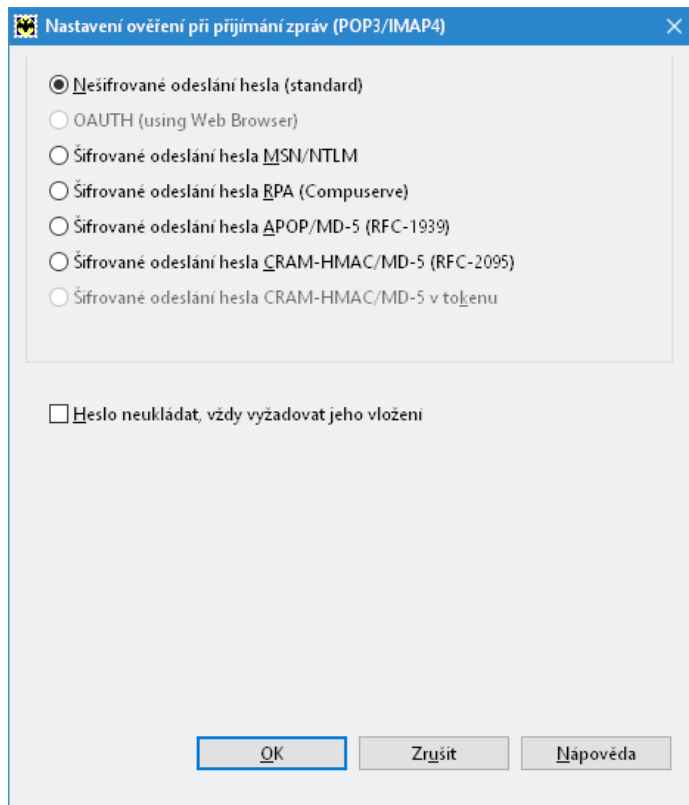 Nastavení ověření při přijímání zpráv (POP3/IMAP4)
Nešifrované odeslání hesla (standard)
OAUTH (using Web Browser)
Šifrované odeslání hesla MSN/NTLM
Šifrované odeslání hesla RPA (Compuserve)
Šifrované odeslání hesla APOP/MD-5 (RFC-1939)
Šifrované odeslání hesla CRAM-HMAC/MD-5 (RFC-2095)
Šifrované odeslání hesla CRAM-HMAC/MD-5 v tokenu
Heslo neukládat, vždy vyžadovat jeho vložení
OK Zrušit Nápověda